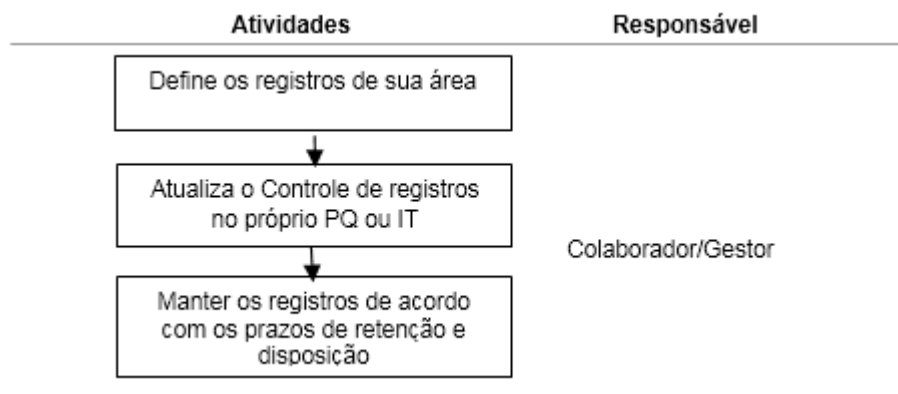 Atividades Responsável
Define os registros de sua área
Atualiza o Controle de registros
no próprio PQ ou IT
Colaborador/Gestor
Manter os registros de acordo
com os prazos de retenção e
disposição